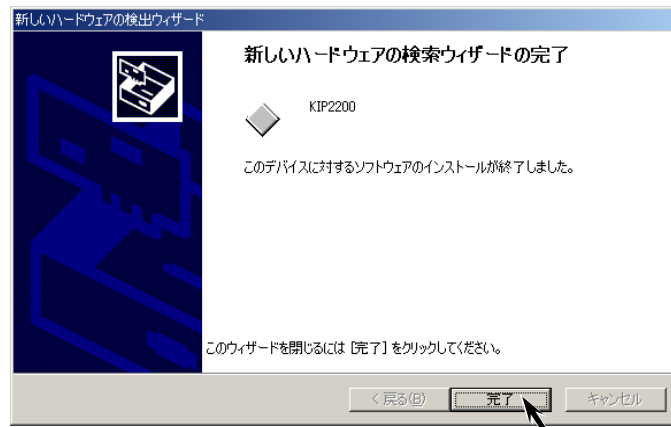 新しいハードウェアの検出ウィザード
新しいハードウェアの検索ウィザードの完了
KIP2200
このデバイスに対するソフトウェアのインストールが終了しました。
このウィザードを閉じるには [完了] をクリックしてください。
< 戻る(B)
完了
キャンセル